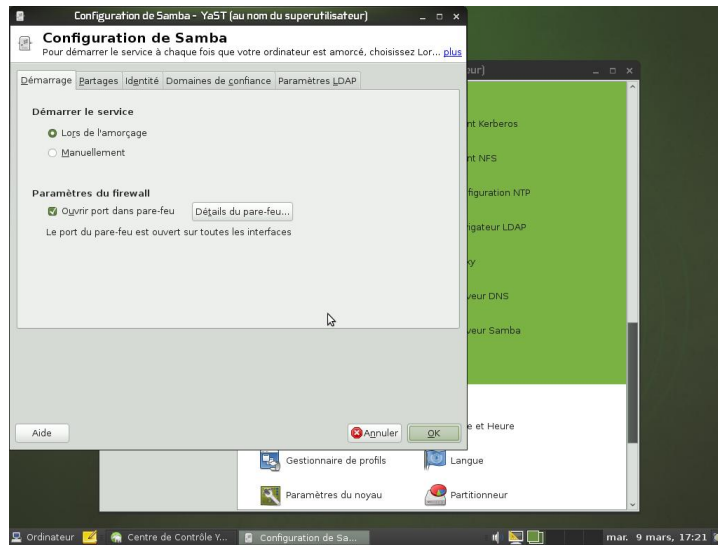 Configuration de Samba - YaST (au nom du superutilisateur)
Configuration de Samba
Pour démarrer le service à chaque fois que votre ordinateur est amorcé, choisissez Lor... plus
Démarrage Partages Identité Domaines de confiance Paramètres LDAP
Démarrer le service
Lors de l'amorçage
Manuellement
Paramètres du firewall
Ouvrir port dans pare-feu Détails du pare-feu...
Le port du pare-feu est ouvert sur toutes les interfaces
Aide Annuler OK
eur)
nt Kerberos
nt NFS
figuration NTP
igateur LDAP
xy
veur DNS
veur Samba
e et Heure
Gestionnaire de profils Langue
Paramètres du noyau Partitionneur
Ordinateur Centre de Contrôle Y... Configuration de Sa... mar. 9 mars, 17:21